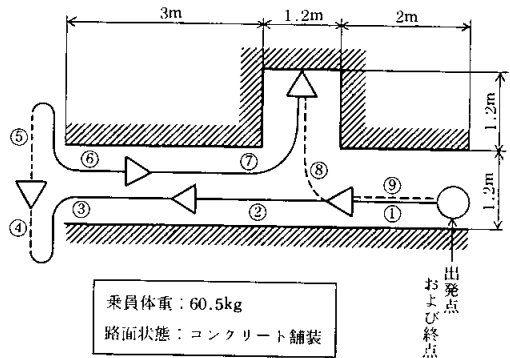 3m
1.2m
2m
1.2m
1.2m
⑤
⑥
⑦
⑧
⑨
④
③
②
①
出発点
および終点
乗員体重：60.5kg
路面状態：コンクリート舗装